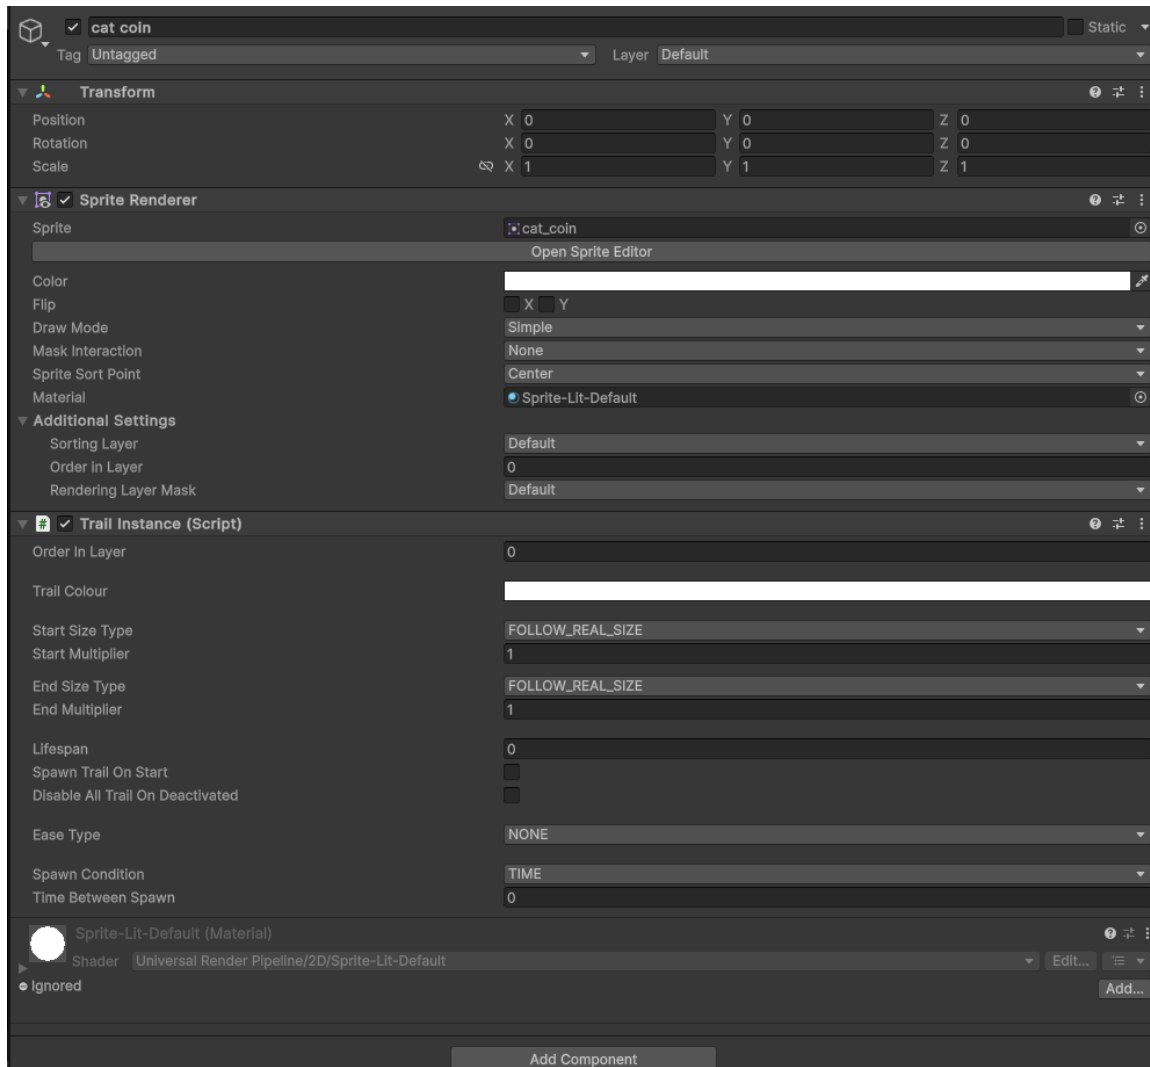 cat coin Static
Tag Untagged Layer Default
Transform
Position X 0 Y 0 Z 0
Rotation X 0 Y 0 Z 0
Scale X 1 Y 1 Z 1
Sprite Renderer
Sprite cat_coin
Open Sprite Editor
Color
Flip X Y
Draw Mode Simple
Mask Interaction None
Sprite Sort Point Center
Material Sprite-Lit-Default
Additional Settings
Sorting Layer Default
Order in Layer 0
Rendering Layer Mask Default
# Trail Instance (Script)
Order In Layer 0
Trail Colour
Start Size Type FOLLOW_REAL_SIZE
Start Multiplier 1
End Size Type FOLLOW_REAL_SIZE
End Multiplier 1
Lifespan 0
Spawn Trail On Start
Disable All Trail On Deactivated
Ease Type NONE
Spawn Condition TIME
Time Between Spawn 0
Sprite-Lit-Default (Material)
Shader Universal Render Pipeline/2D/Sprite-Lit-Default Edit...
Ignored Add...
Add Component